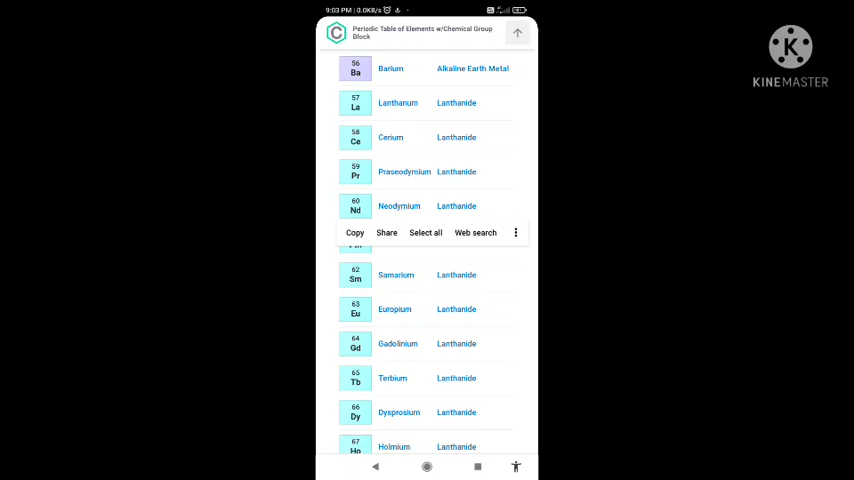 9:03 PM | 0.0KB/s
Periodic Table of Elements w/Chemical Group
Block
K
KINEMASTER
56
Ba Barium Alkaline Earth Metal
57
La Lanthanum Lanthanide
58
Ce Cerium Lanthanide
59
Pr Praseodymium Lanthanide
60
Nd Neodymium Lanthanide
Copy Share Select all Web search
62
Sm Samarium Lanthanide
63
Eu Europium Lanthanide
64
Gd Gadolinium Lanthanide
65
Tb Terbium Lanthanide
66
Dy Dysprosium Lanthanide
67
Ho Holmium Lanthanide